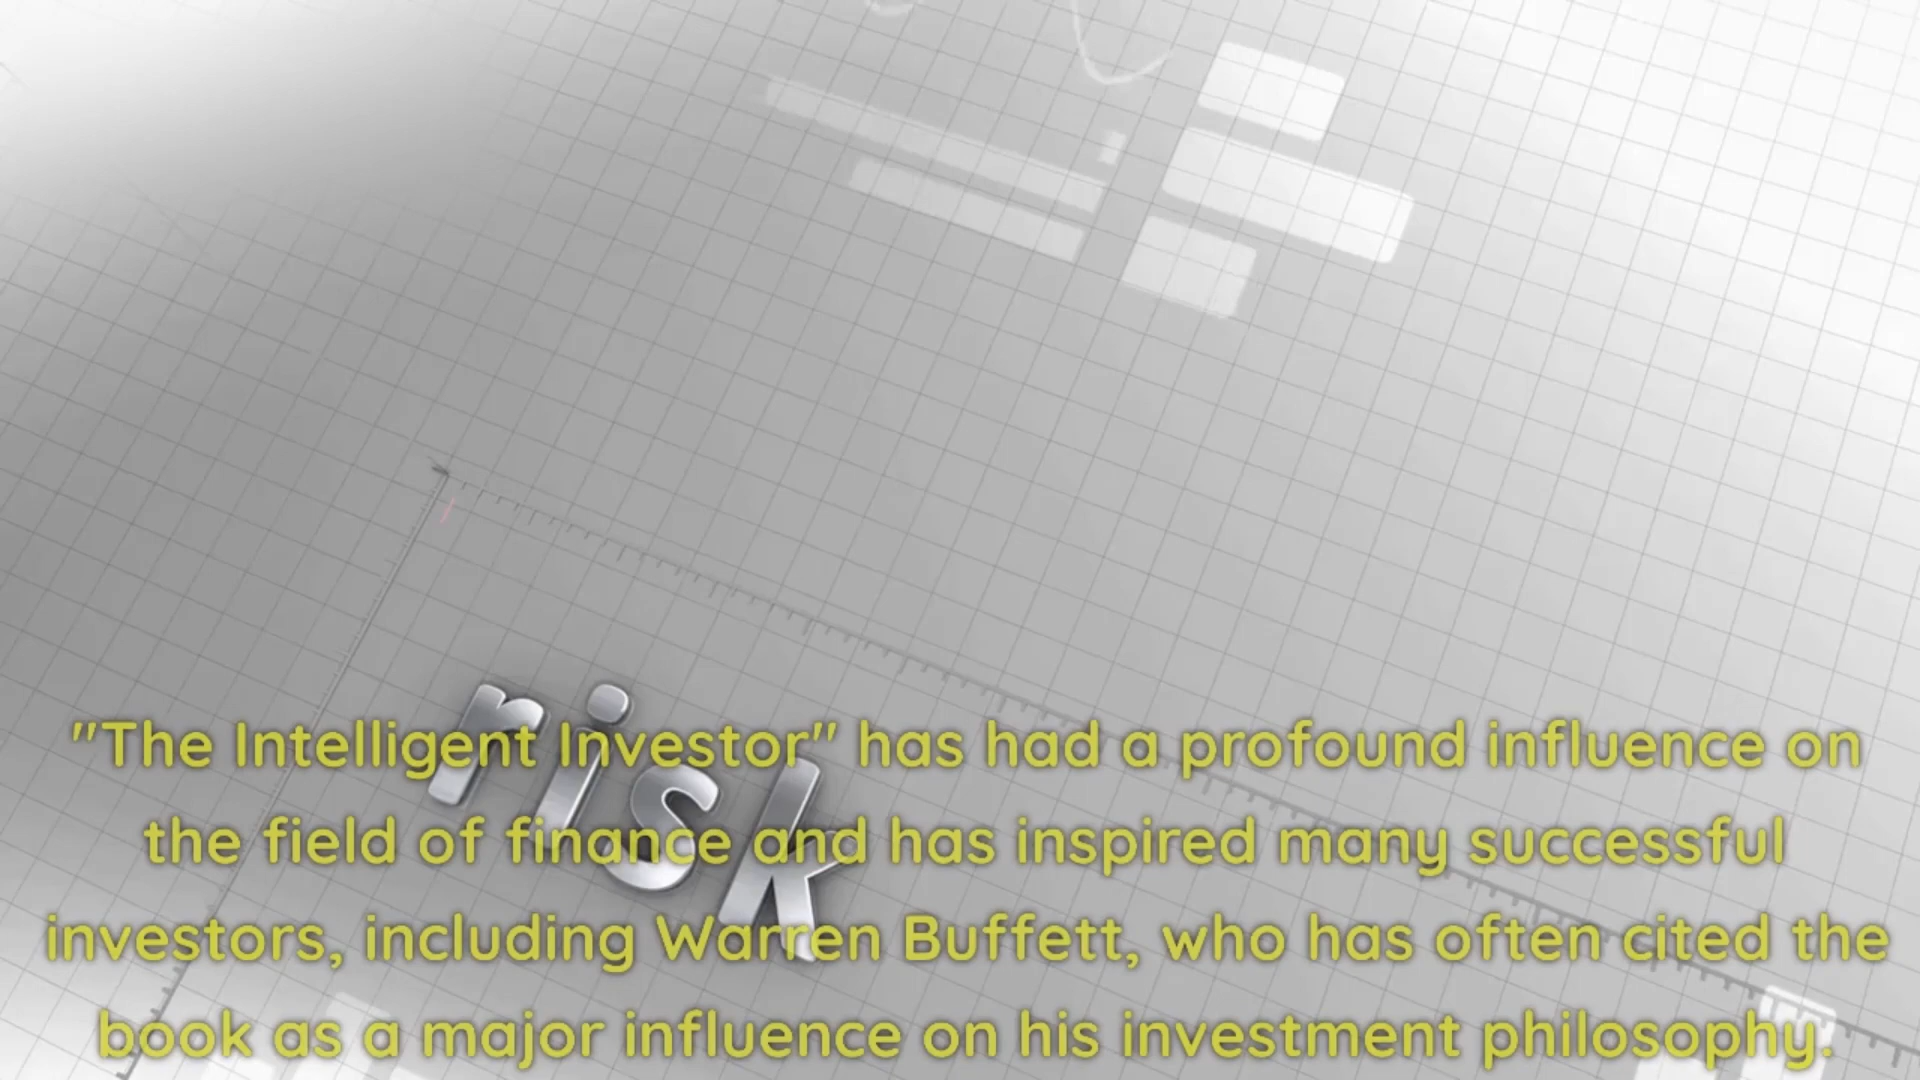 risk
"The Intelligent Investor" has had a profound influence on
the field of finance and has inspired many successful
investors, including Warren Buffett, who has often cited the
book as a major influence on his investment philosophy.